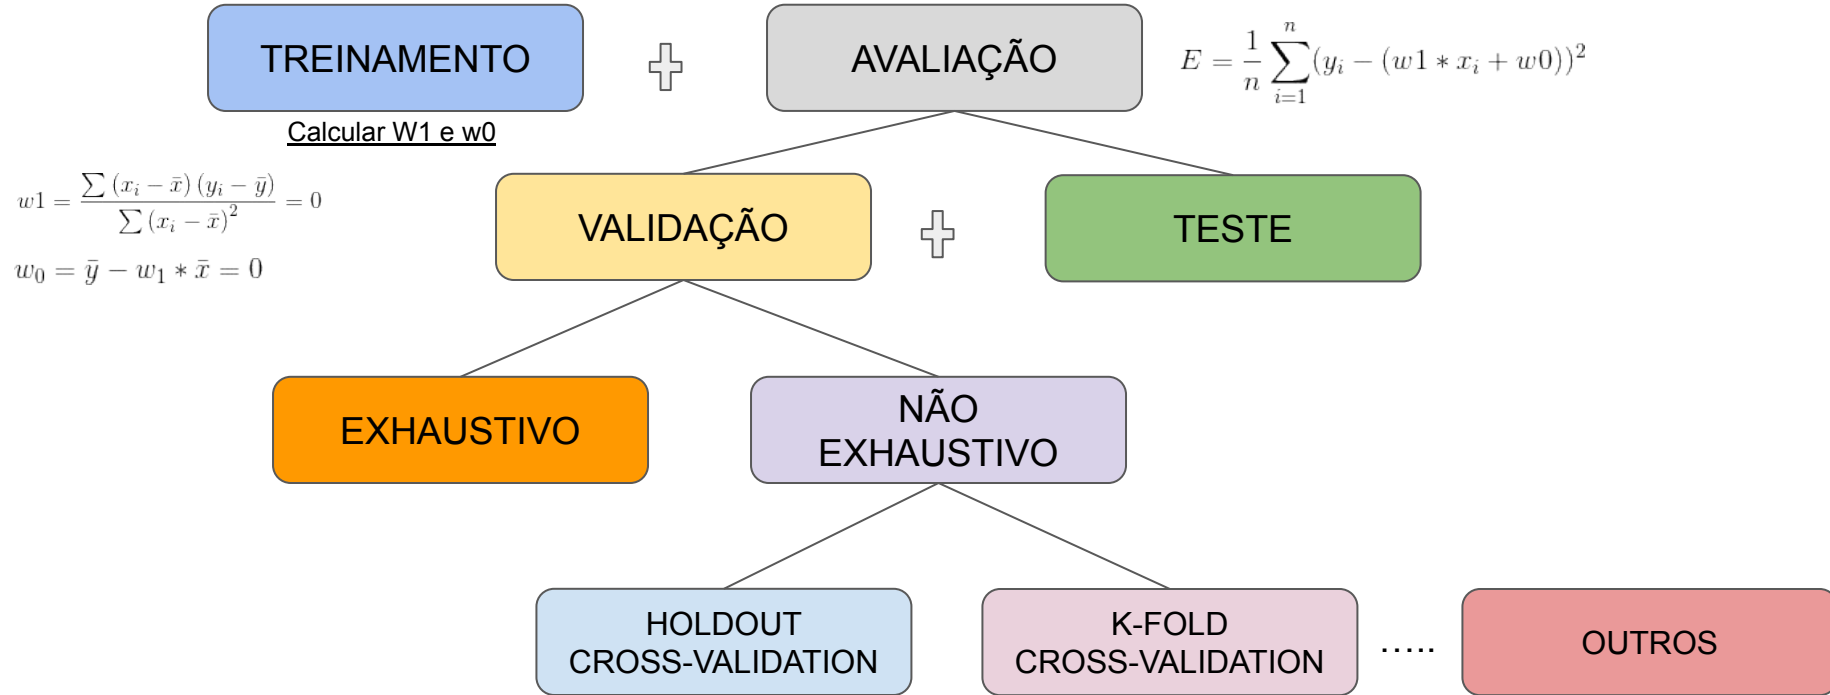 TREINAMENTO
AVALIAÇÃO
E = \frac{1}{n} \sum_{i=1}^{n} (y_i - (w1 * x_i + w0))^2
Calcular W1 e w0
w1 = \frac{\sum (x_i - \bar{x}) (y_i - \bar{y})}{\sum (x_i - \bar{x})^2} = 0
w_0 = \bar{y} - w_1 * \bar{x} = 0
VALIDAÇÃO
TESTE
EXHAUSTIVO
NÃO
EXHAUSTIVO
HOLDOUT
CROSS-VALIDATION
K-FOLD
CROSS-VALIDATION
.....
OUTROS